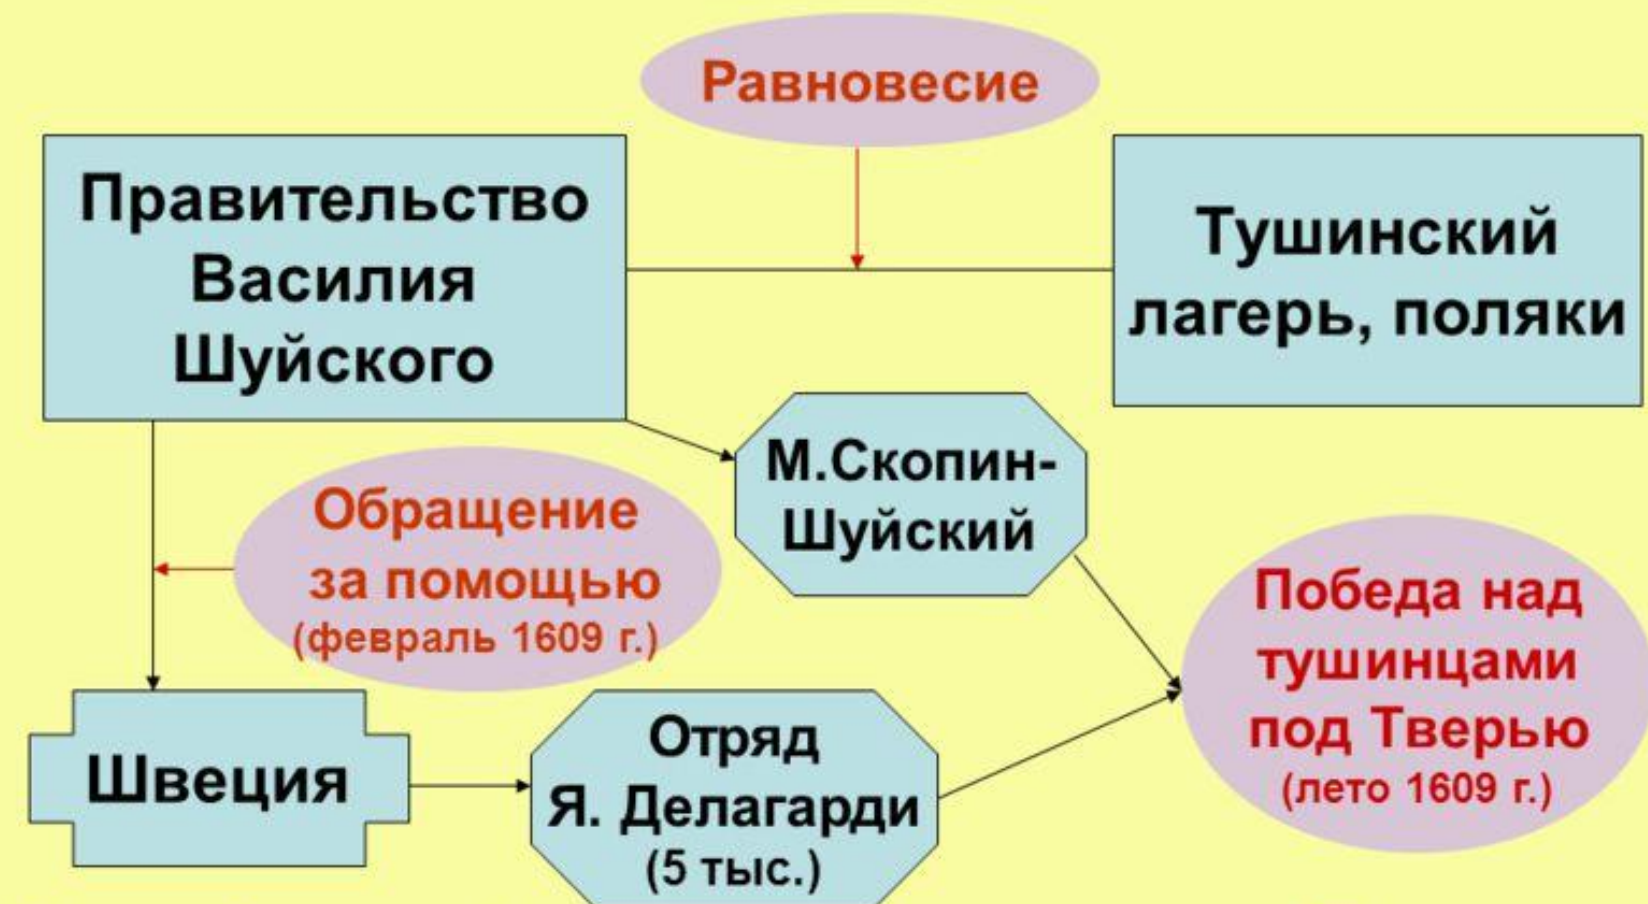 Равновесие
Правительство
Василия
Шуйского
Тушинский
лагерь, поляки
М.Скопин-
Шуйский
Обращение
за помощью
(февраль 1609 г.)
Победа над
тушинцами
под Тверью
(лето 1609 г.)
Швеция
Отряд
Я. Делагарди
(5 тыс.)